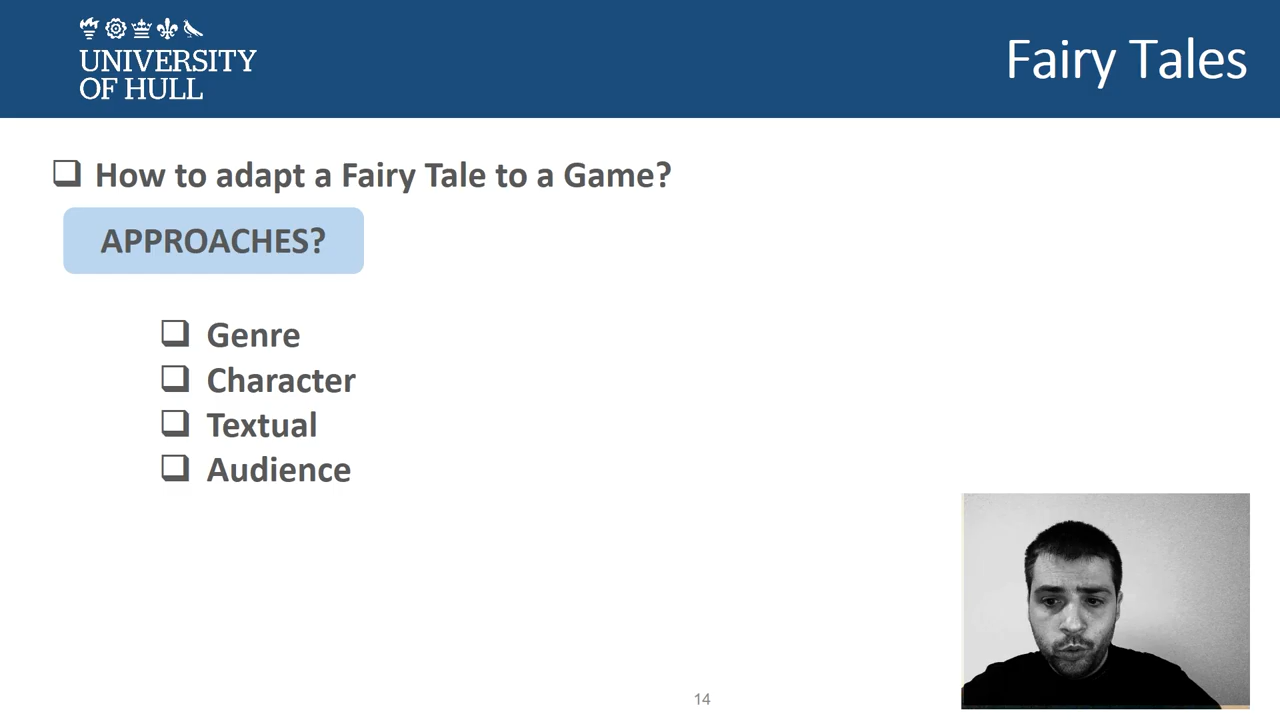 UNIVERSITY
OF HULL
Fairy Tales
How to adapt a Fairy Tale to a Game?
APPROACHES?
Genre
Character
Textual
Audience
14